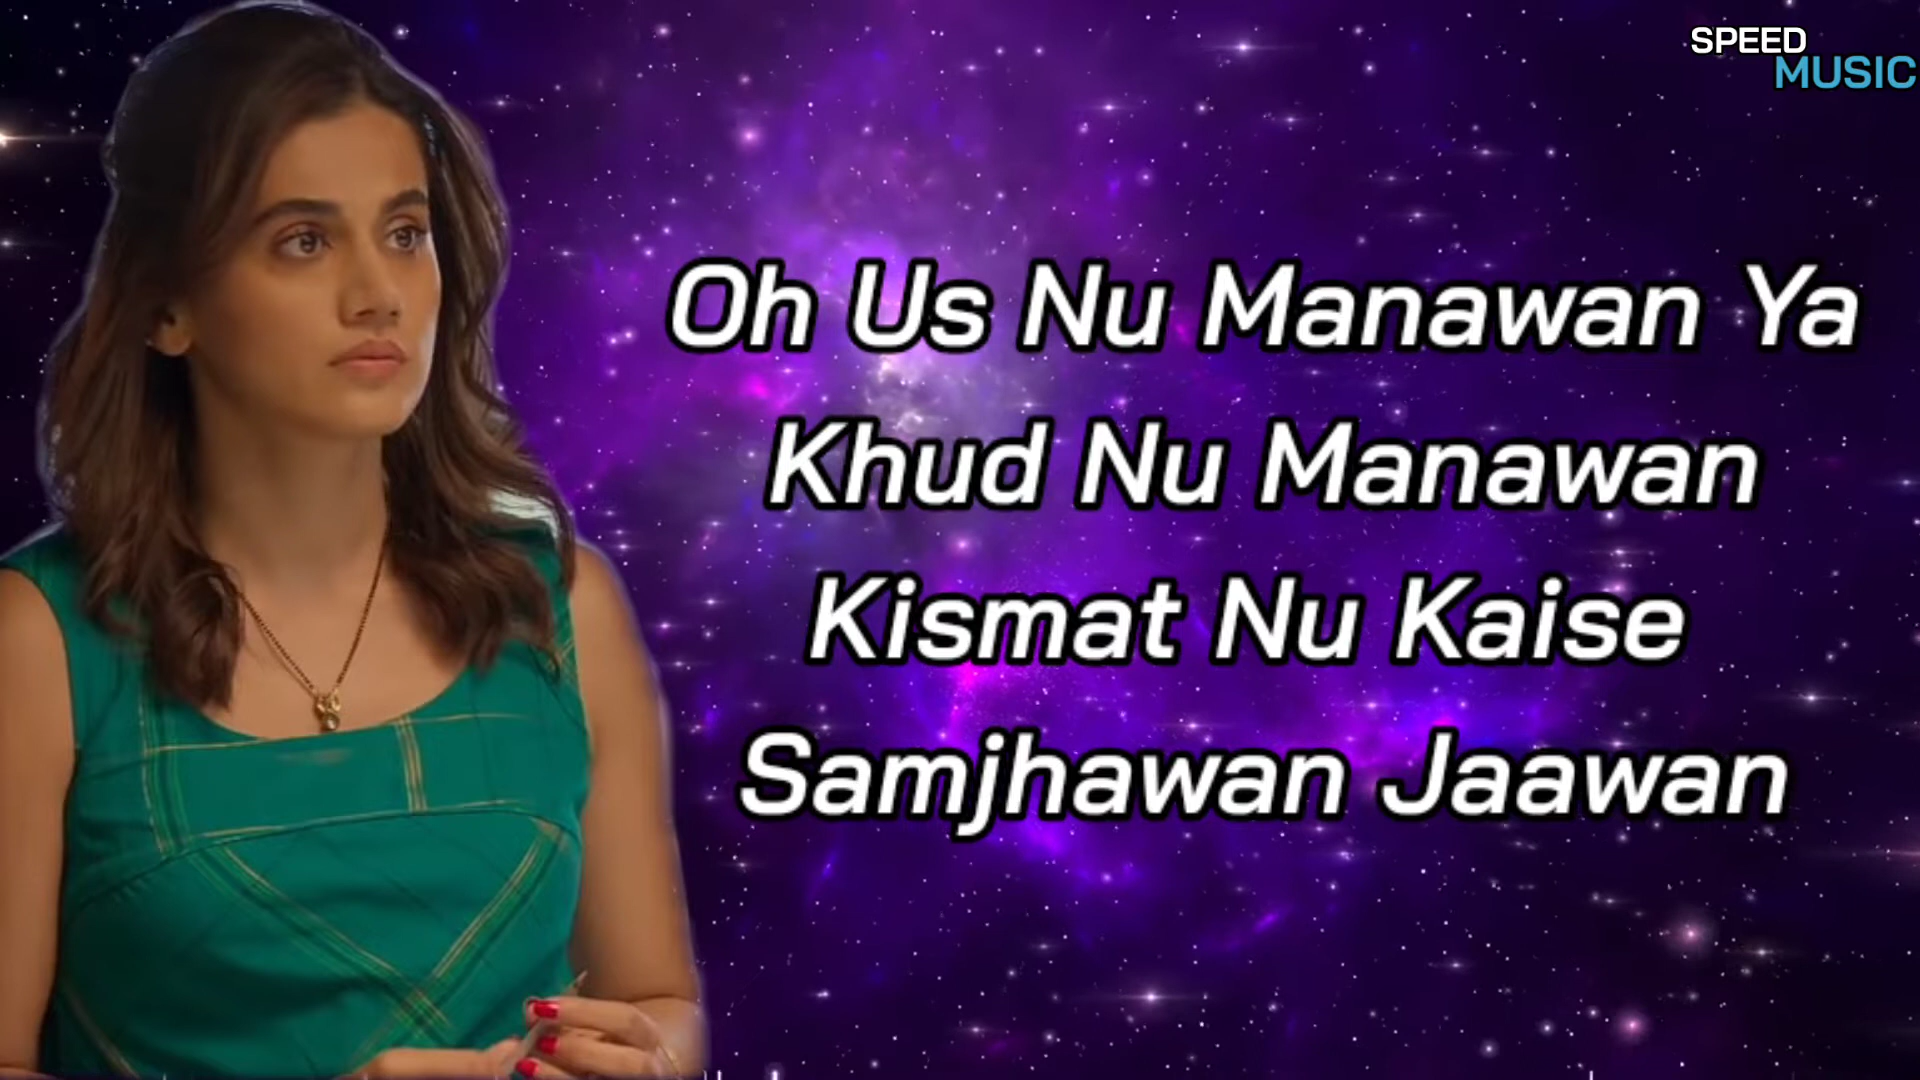 SPEED
MUSIC
Oh Us Nu Manawan Ya
Khud Nu Manawan
Kismat Nu Kaise
Samjhawan Jaawan